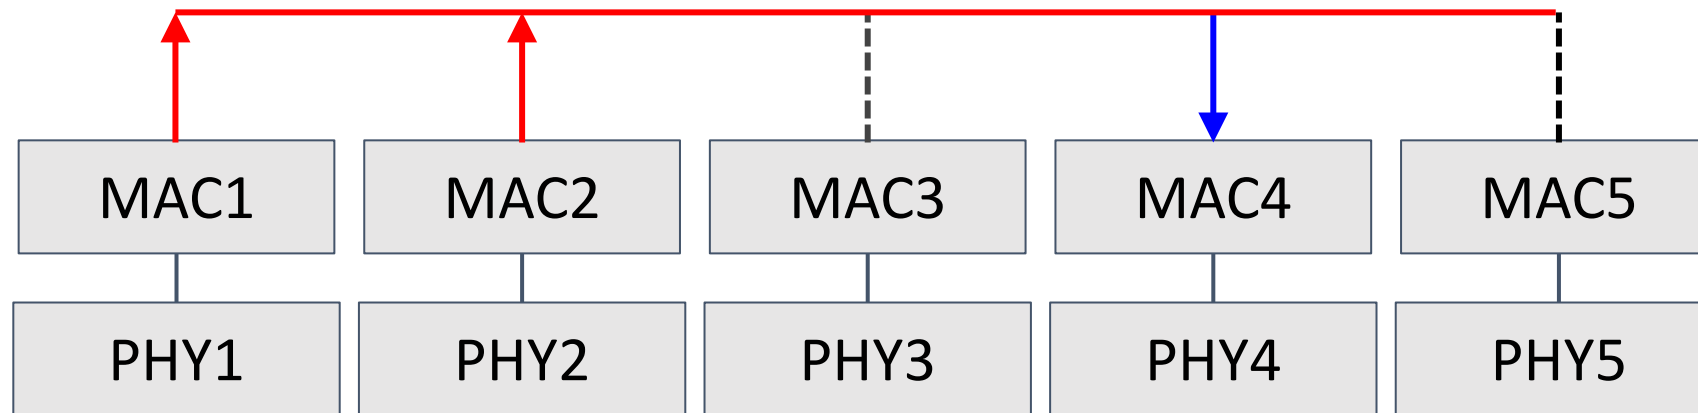 MAC1 MAC2 MAC3 MAC4 MAC5
PHY1 PHY2 PHY3 PHY4 PHY5